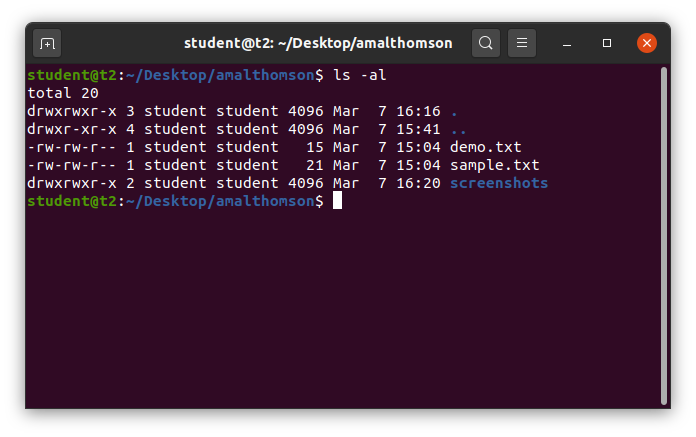 student@t2: ~/Desktop/amalthomson
student@t2:~/Desktop/amalthomson$ ls -al
total 20
drwxrwxr-x 3 student student 4096 Mar  7 16:16 .
drwxr-xr-x 4 student student 4096 Mar  7 15:41 ..
-rw-rw-r-- 1 student student   15 Mar  7 15:04 demo.txt
-rw-rw-r-- 1 student student   21 Mar  7 15:04 sample.txt
drwxrwxr-x 2 student student 4096 Mar  7 16:20 screenshots
student@t2:~/Desktop/amalthomson$